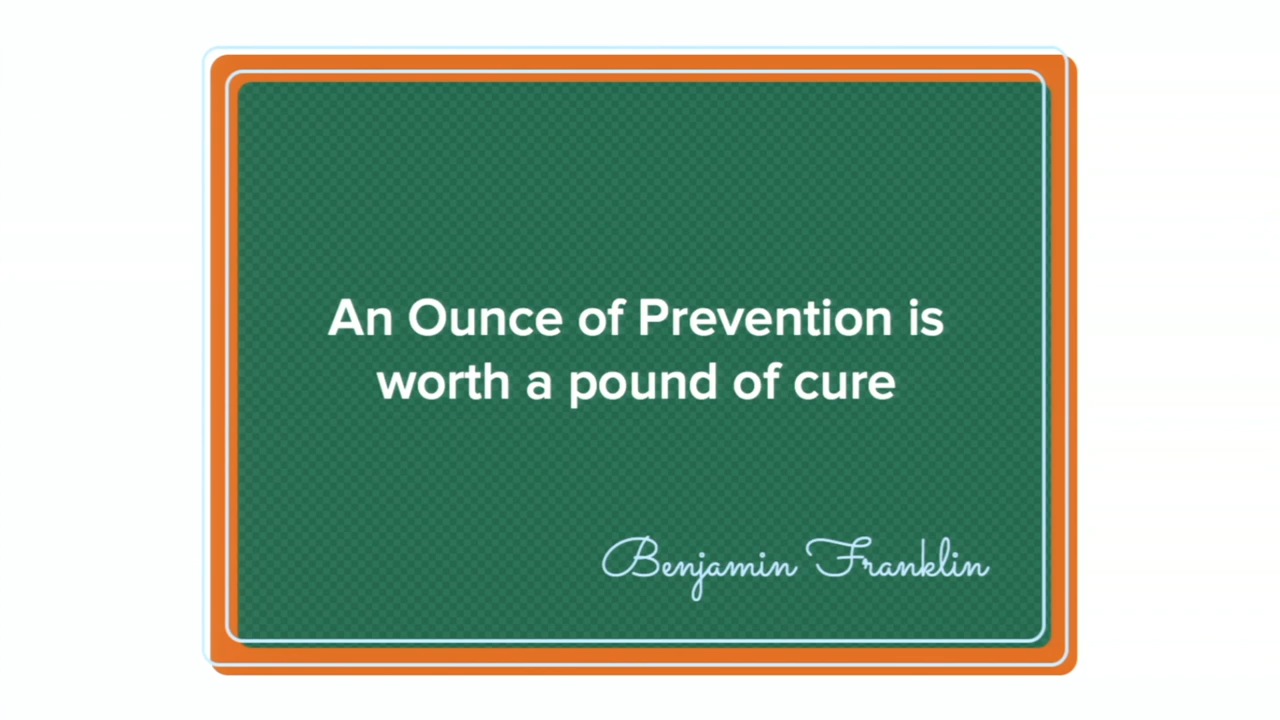 An Ounce of Prevention is
worth a pound of cure
Benjamin Franklin